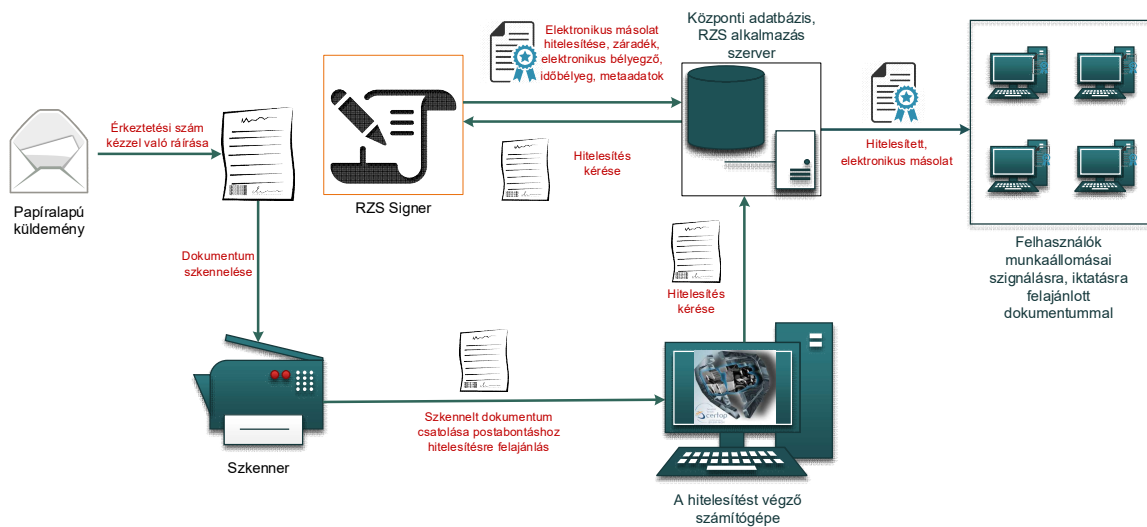 Elektronikus másolat
hitelesítése, záradék,
elektronikus bélyegző,
időbélyeg, metaadatok
Központi adatbázis,
RZS alkalmazás
szerver
Érkeztetési szám
kézzel való ráírása
Papíralapú
küldemény
RZS Signer
Hitelesítés
kérése
Hitelesített,
elektronikus másolat
Dokumentum
szkennelése
Hitelesítés
kérése
Felhasználók
munkaállomásai
szignálásra, iktatásra
felajánlott
dokumentummal
Szkennelt dokumentum
csatolása postabontáshoz
hitelesítésre felajánlás
Szkenner
cerfop
A hitelesítést végző
számítógépe